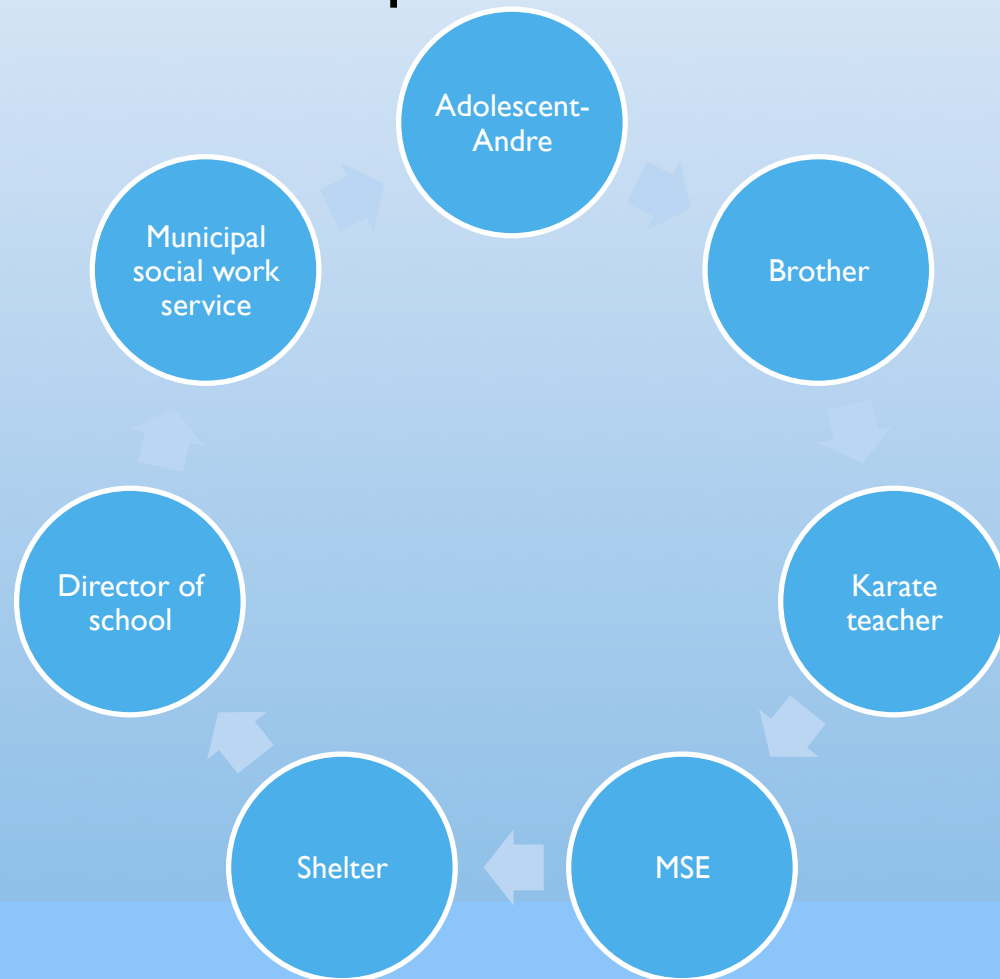 Adolescent-
Andre
Brother
Karate
teacher
MSE
Shelter
Director of
school
Municipal
social work
service